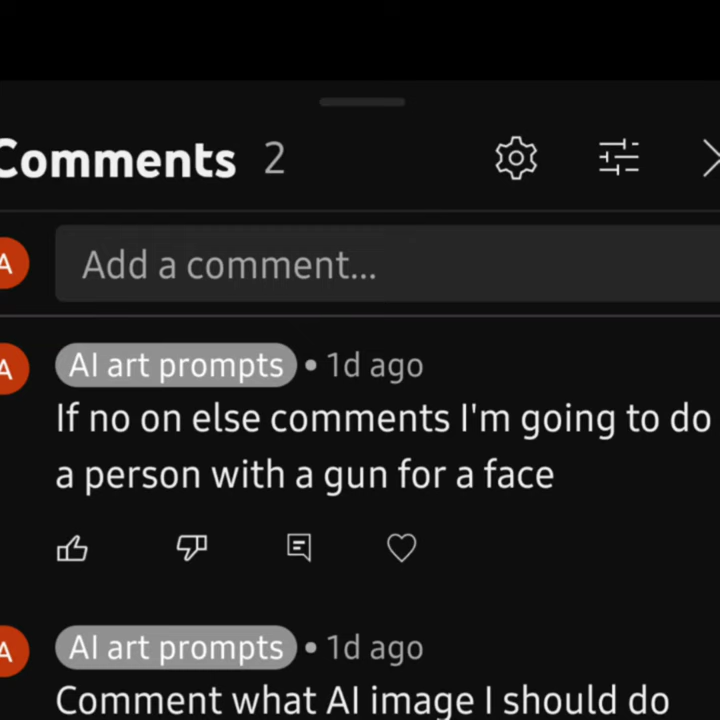 Comments 2
Add a comment...
A
A
AI art prompts • 1d ago
If no on else comments I'm going to do
a person with a gun for a face
A
AI art prompts • 1d ago
Comment what AI image I should do